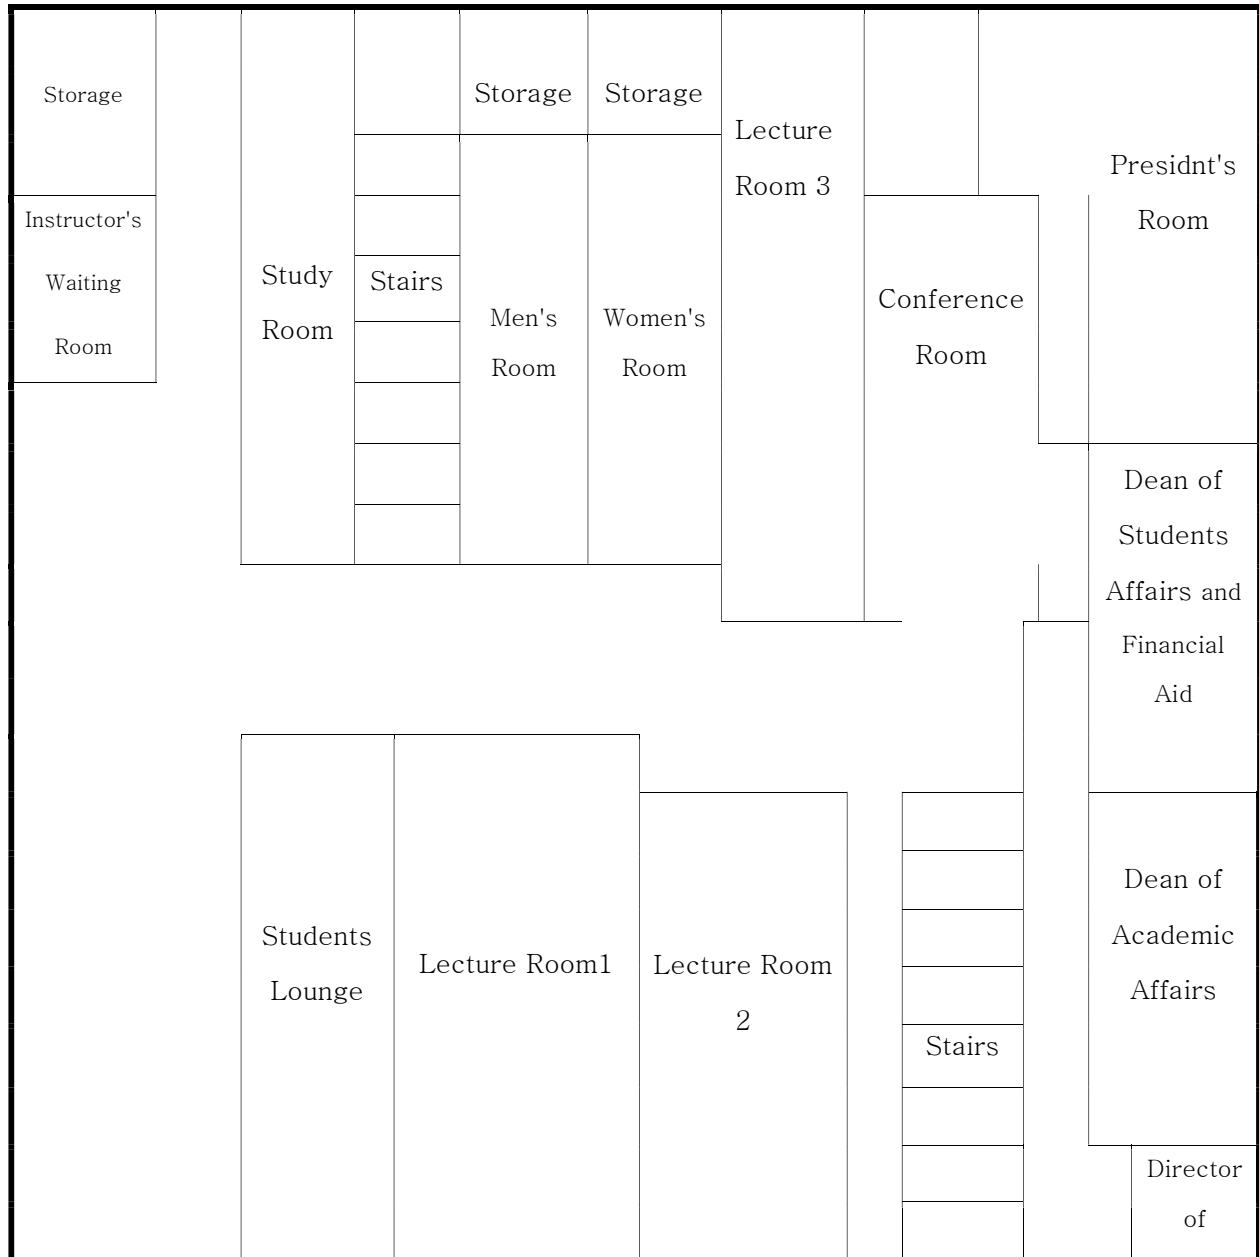 Storage
Storage
Storage
Lecture
Room 3
Presidnt's
Room
Instructor's
Waiting
Room
Study
Room
Stairs
Men's
Room
Women's
Room
Conference
Room
Dean of
Students
Affairs and
Financial
Aid
Students
Lounge
Lecture Room1
Lecture Room
2
Stairs
Dean of
Academic
Affairs
Director
of